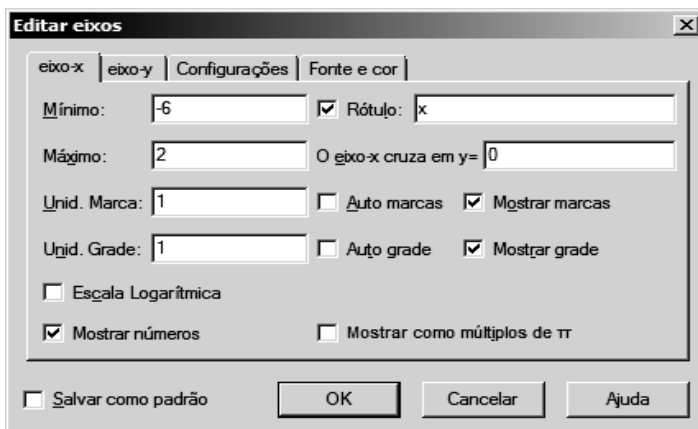 Editar eixos
eixo-x eixo-y Configurações Fonte e cor
Mínimo: -6 Rótulo: x
Máximo: 2 O eixo-x cruza em y= 0
Unid. Marca: 1 Auto marcas Mostrar marcas
Unid. Grade: 1 Auto grade Mostrar grade
Escala Logarítmica
Mostrar números Mostrar como múltiplos de π
Salvar como padrão OK Cancelar Ajuda